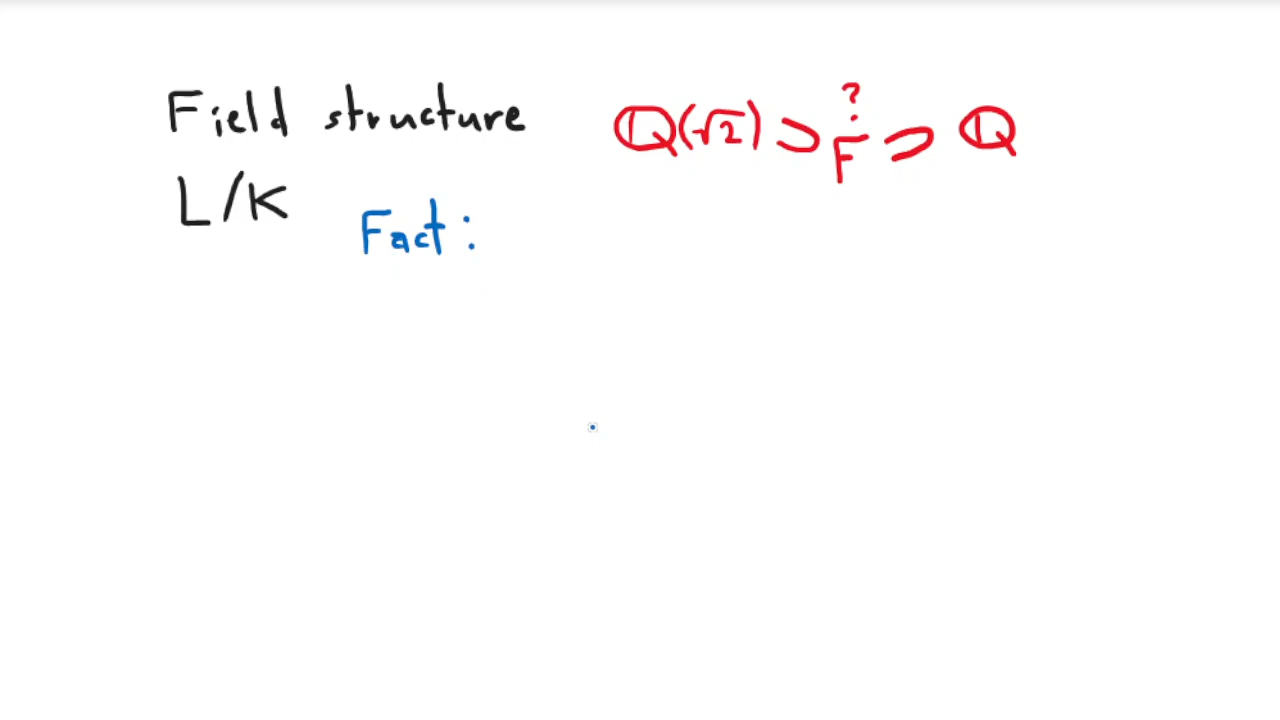 Field structure
ℚ(√2) ⊃ F ⊃ ℚ
?
L/K
Fact: